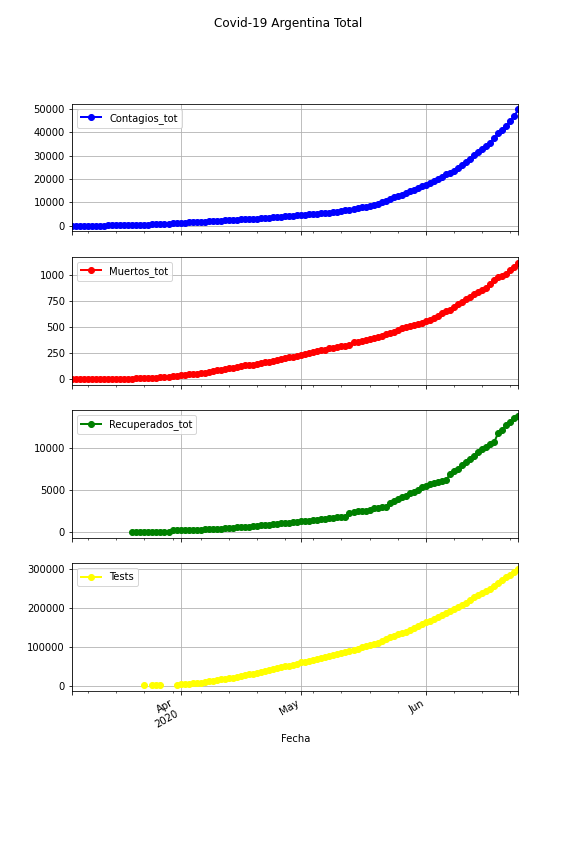 Covid-19 Argentina Total
50000
40000
30000
20000
10000
0
Contagios_tot
1000
750
500
250
0
Muertos_tot
10000
5000
0
Recuperados_tot
300000
200000
100000
0
Tests
Apr
2020
May
Jun
Fecha